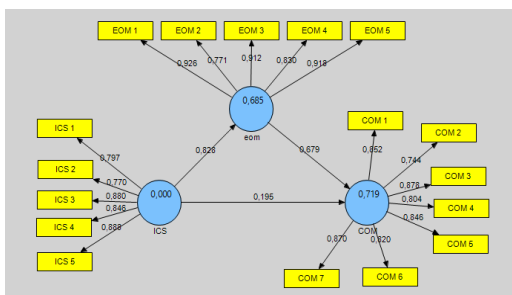 EOM 1
EOM 2
EOM 3
EOM 4
EOM 5
0,926
0,771
0,912
0,830
0,918
0,685
eom
ICS 1
ICS 2
ICS 3
ICS 4
ICS 5
0,797
0,770
0,880
0,846
0,888
0,000
ICS
0,828
0,679
0,195
0,719
COM
COM 1
COM 2
COM 3
COM 4
COM 5
COM 6
COM 7
0,852
0,744
0,878
0,804
0,846
0,820
0,870